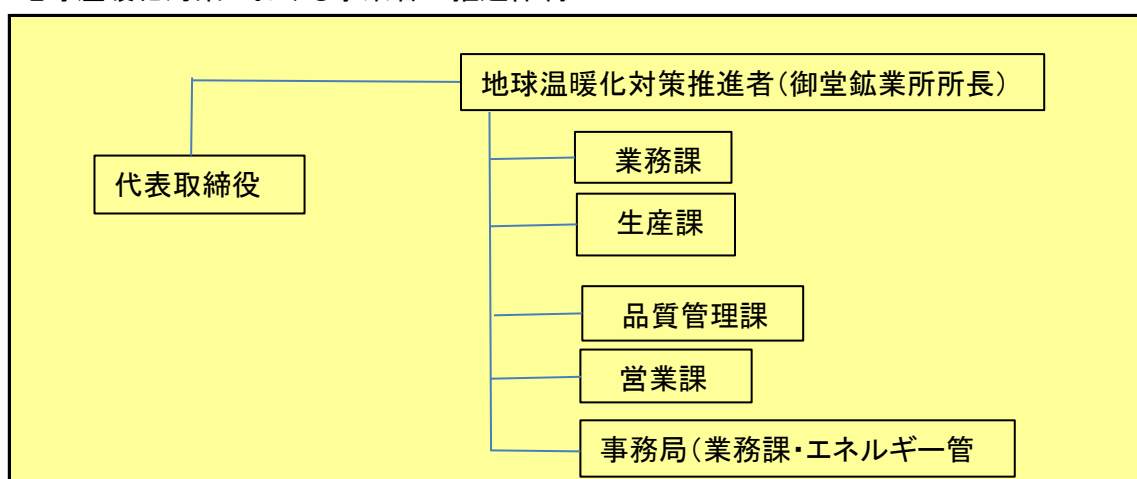 地球温暖化対策推進者(御堂鉱業所所長)
代表取締役
業務課
生産課
品質管理課
営業課
事務局(業務課・エネルギー管